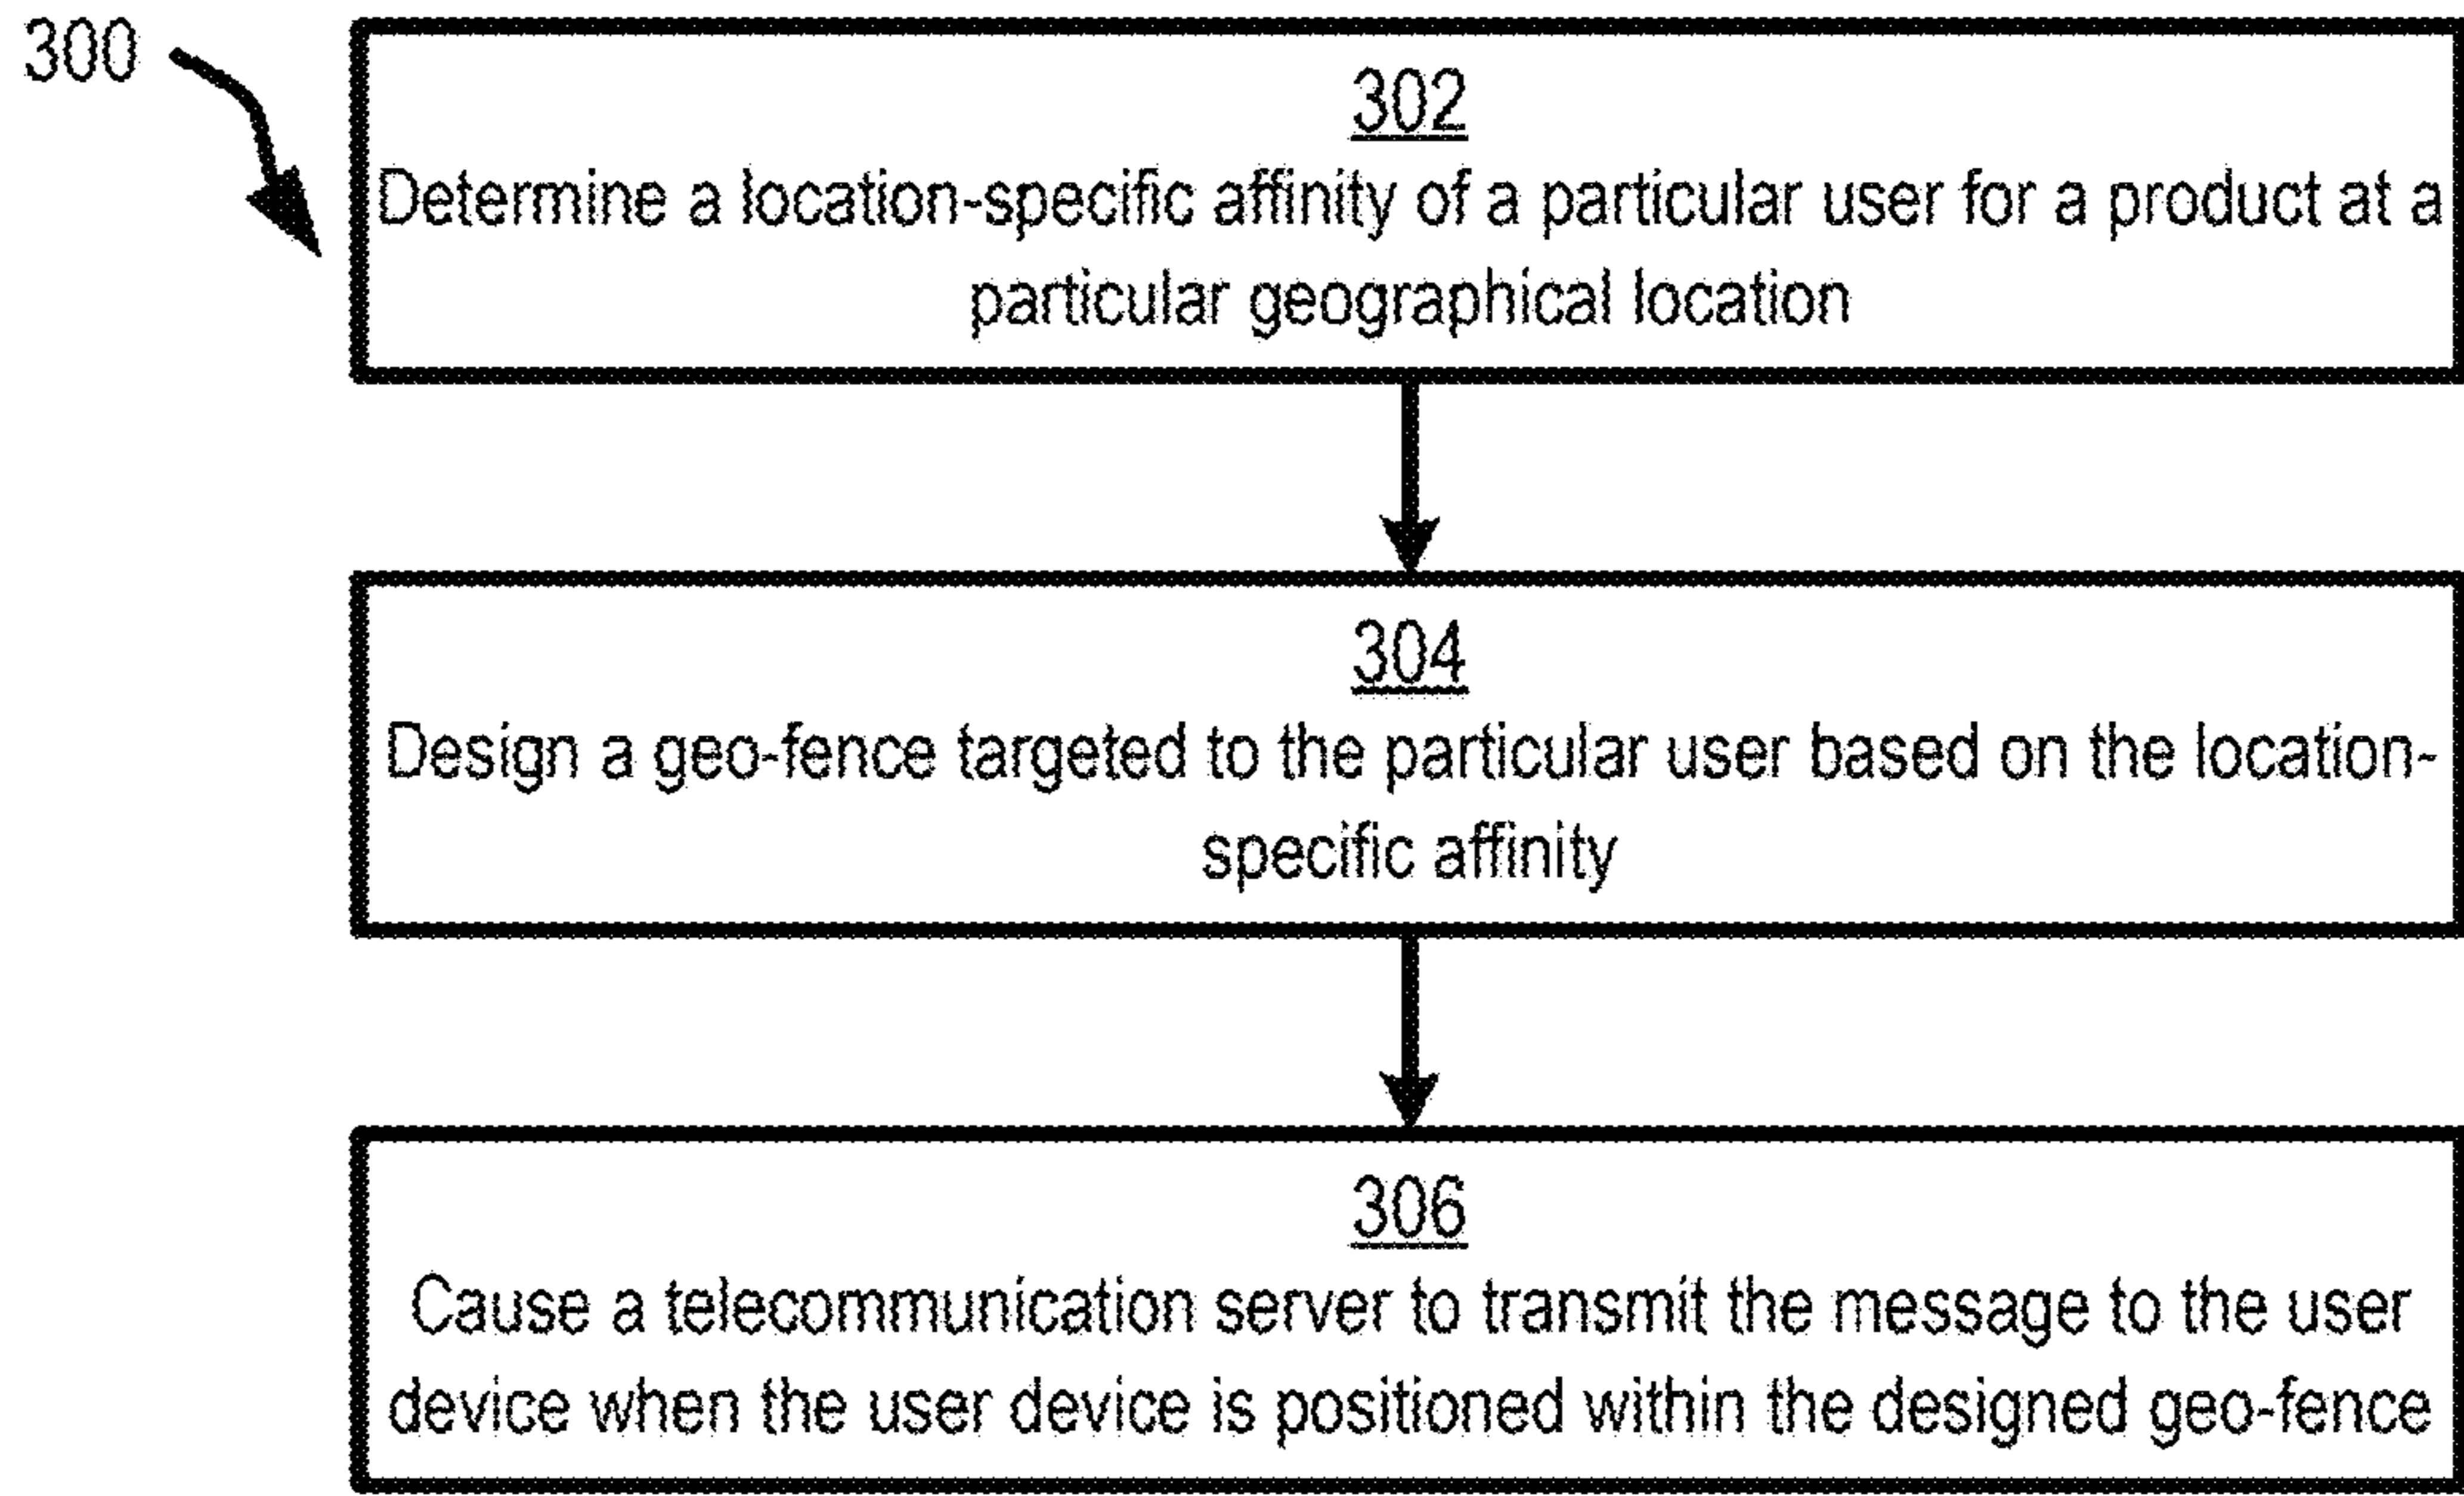 300
302
Determine a location-specific affinity of a particular user for a product at a
particular geographical location
304
Design a geo-fence targeted to the particular user based on the location-
specific affinity
306
Cause a telecommunication server to transmit the message to the user
device when the user device is positioned within the designed geo-fence